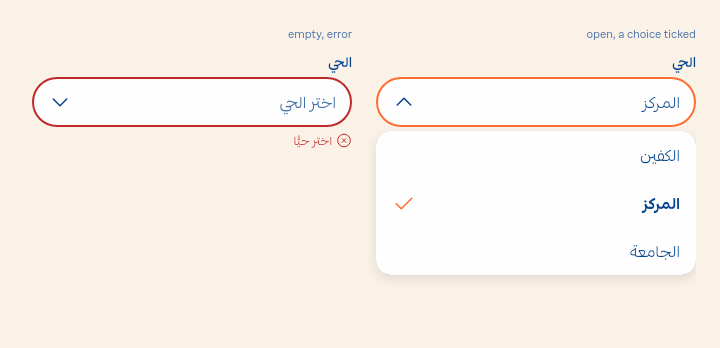 empty, error
الحي
اختر الحي
اختر حيًّا
open, a choice ticked
الحي
المركز
الكفين
المركز
الجامعة